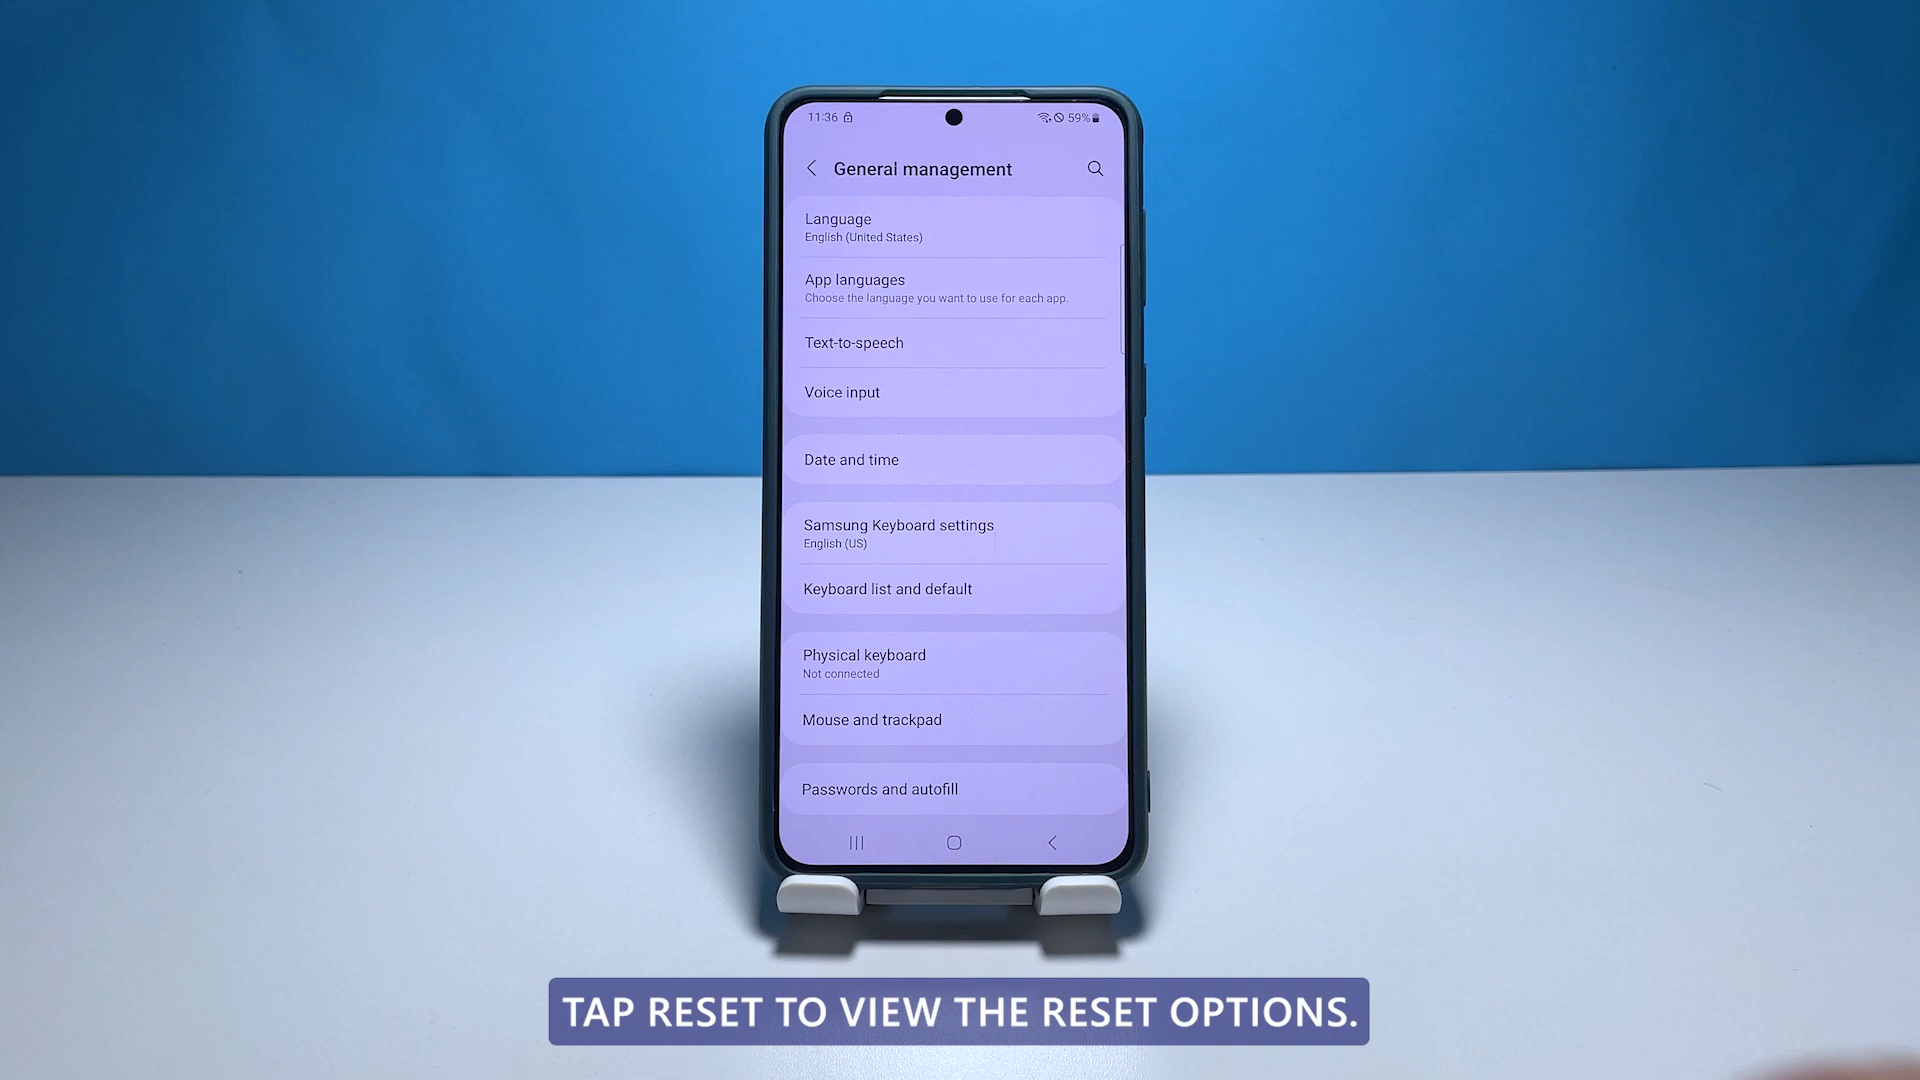 11:36
59%
General management
Language
English (United States)
App languages
Choose the language you want to use for each app.
Text-to-speech
Voice input
Date and time
Samsung Keyboard settings
English (US)
Keyboard list and default
Physical keyboard
Not connected
Mouse and trackpad
Passwords and autofill
TAP RESET TO VIEW THE RESET OPTIONS.